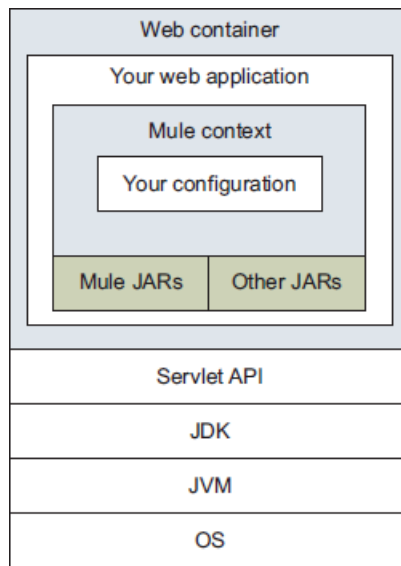 Web container
Your web application
Mule context
Your configuration
Mule JARs
Other JARs
Servlet API
JDK
JVM
OS